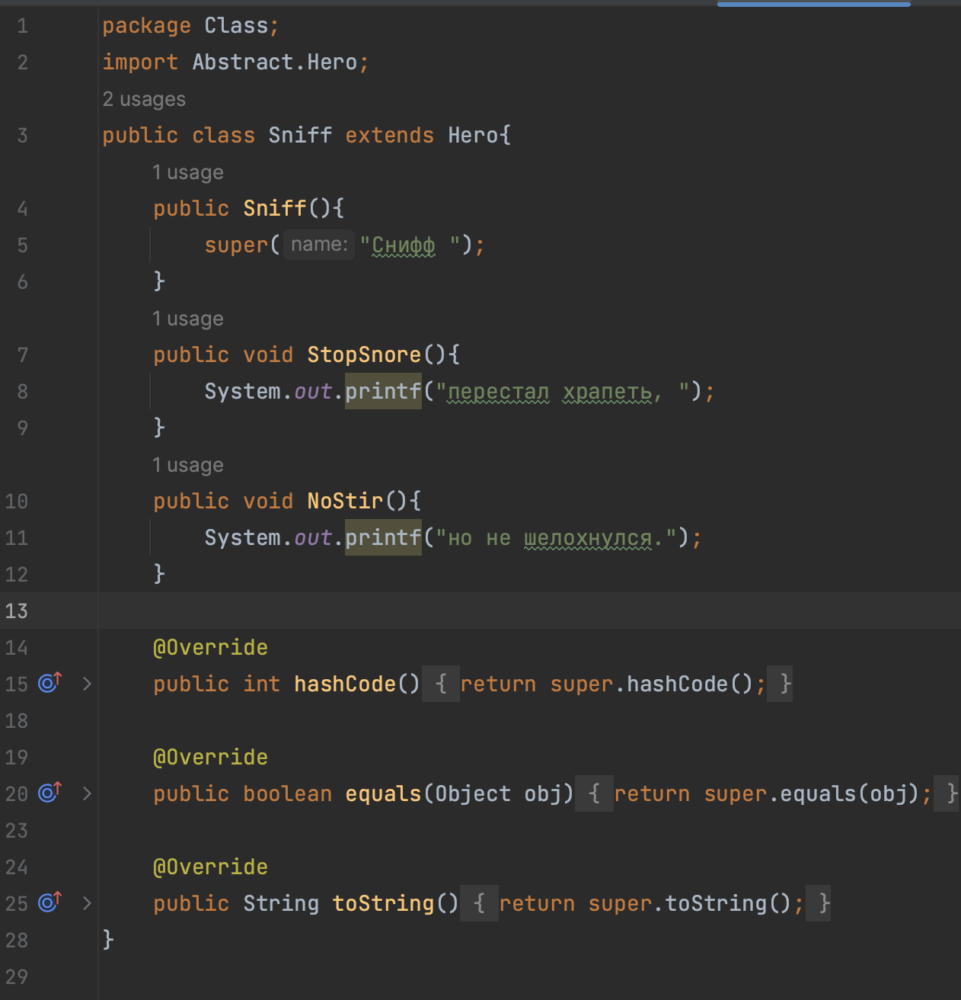 1 package Class;
2 import Abstract.Hero;
2 usages
3 public class Sniff extends Hero{
1 usage
4 public Sniff(){
5 super( name: "Снифф ");
6 }
1 usage
7 public void StopSnore(){
8 System.out.printf("перестал храпеть, ");
9 }
1 usage
10 public void NoStir(){
11 System.out.printf("но не шелохнулся.");
12 }
13
14 @Override
15 public int hashCode() { return super.hashCode(); }
18
19 @Override
20 public boolean equals(Object obj) { return super.equals(obj); }
23
24 @Override
25 public String toString() { return super.toString(); }
28 }
29